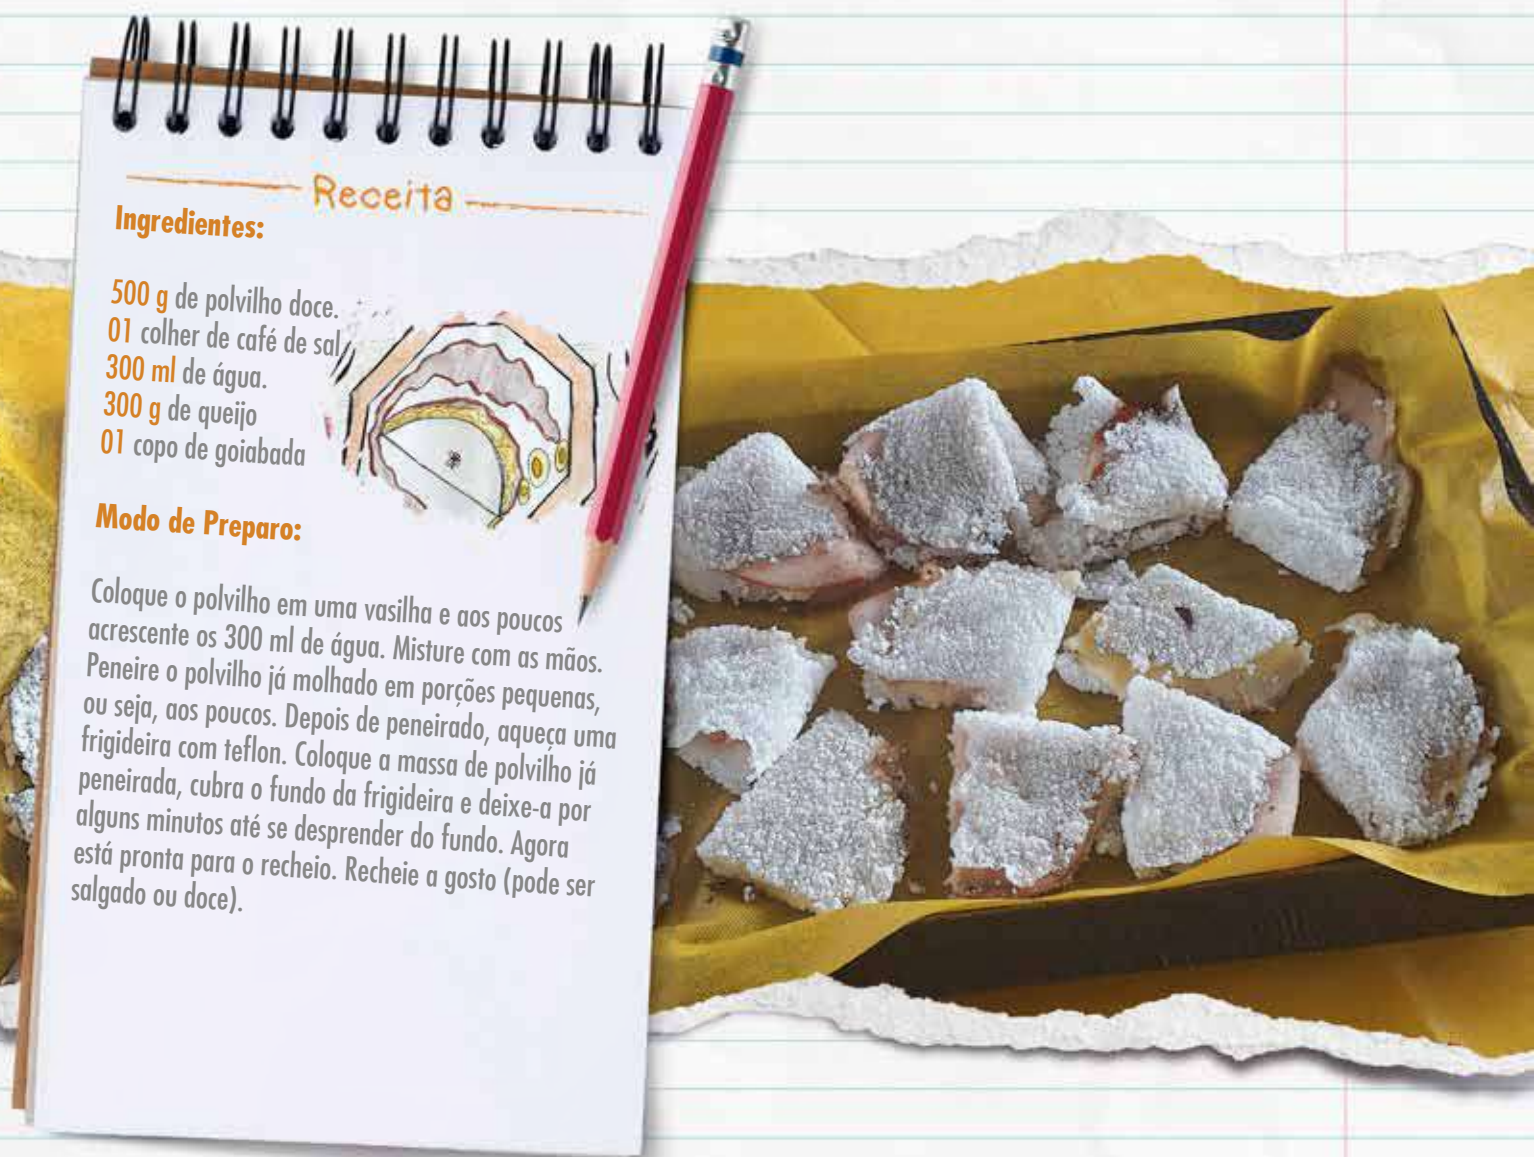 Receita
Ingredientes:
500 g de polvilho doce.
01 colher de café de sal
300 ml de água.
300 g de queijo
01 copo de goiabada
Modo de Preparo:
Coloque o polvilho em uma vasilha e aos poucos
acrescente os 300 ml de água. Misture com as mãos.
Peneire o polvilho já molhado em porções pequenas,
ou seja, aos poucos. Depois de peneirado, aqueça uma
frigideira com teflon. Coloque a massa de polvilho já
peneirada, cubra o fundo da frigideira e deixe-a por
alguns minutos até se desprender do fundo. Agora
está pronta para o recheio. Recheie a gosto (pode ser
salgado ou doce).